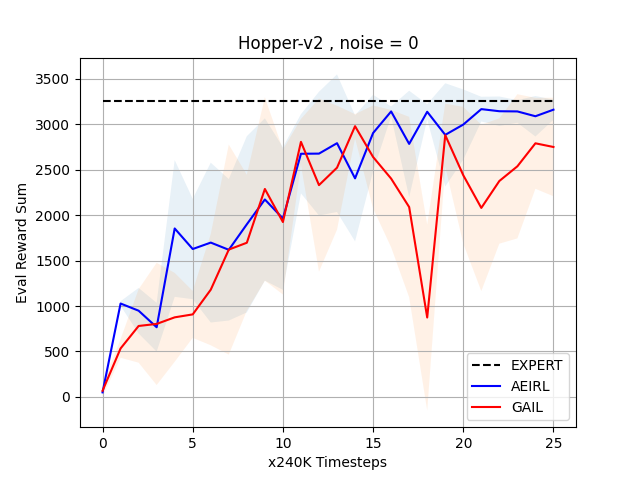 Hopper-v2 , noise = 0
3500
3000
2500
2000
1500
1000
500
0
Eval Reward Sum
EXPERT
AEIRL
GAIL
0 5 10 15 20 25
x240K Timesteps